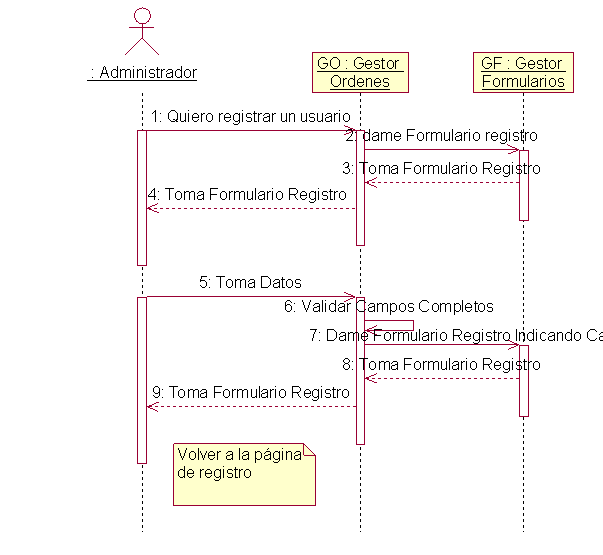 : Administrador
GO : Gestor
Ordenes
GF : Gestor
Formularios
1: Quiero registrar un usuario
2: dame Formulario registro
3: Toma Formulario Registro
4: Toma Formulario Registro
5: Toma Datos
6: Validar Campos Completos
7: Dame Formulario Registro Indicando Ca
8: Toma Formulario Registro
9: Toma Formulario Registro
Volver a la página
de registro